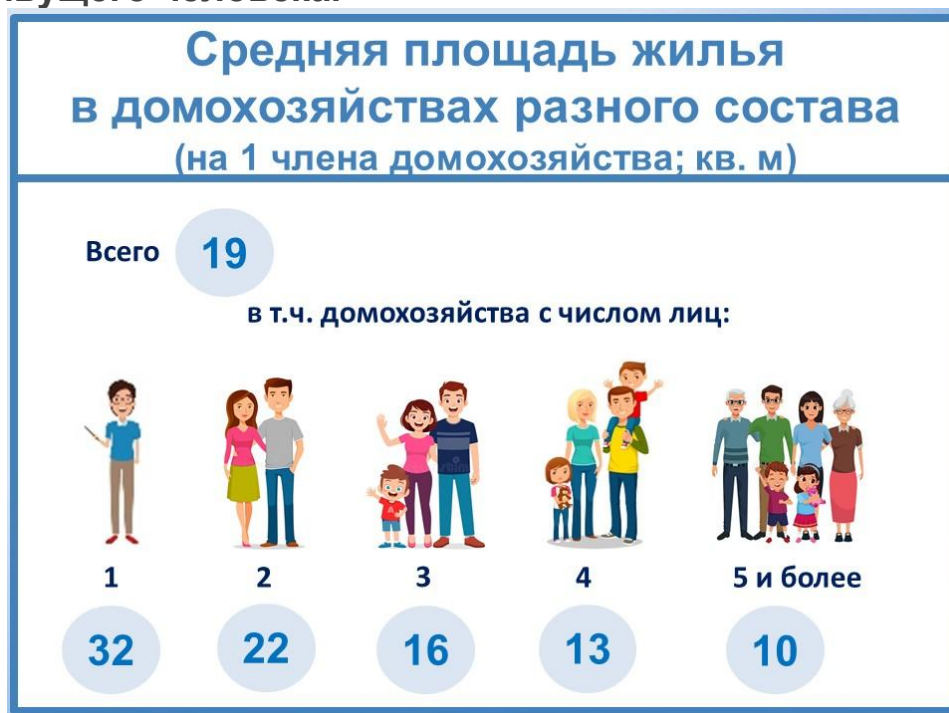 Средняя площадь жилья
в домохозяйствах разного состава
(на 1 члена домохозяйства; кв. м)
Всего 19
в т.ч. домохозяйства с числом лиц:
1 2 3 4 5 и более
32 22 16 13 10